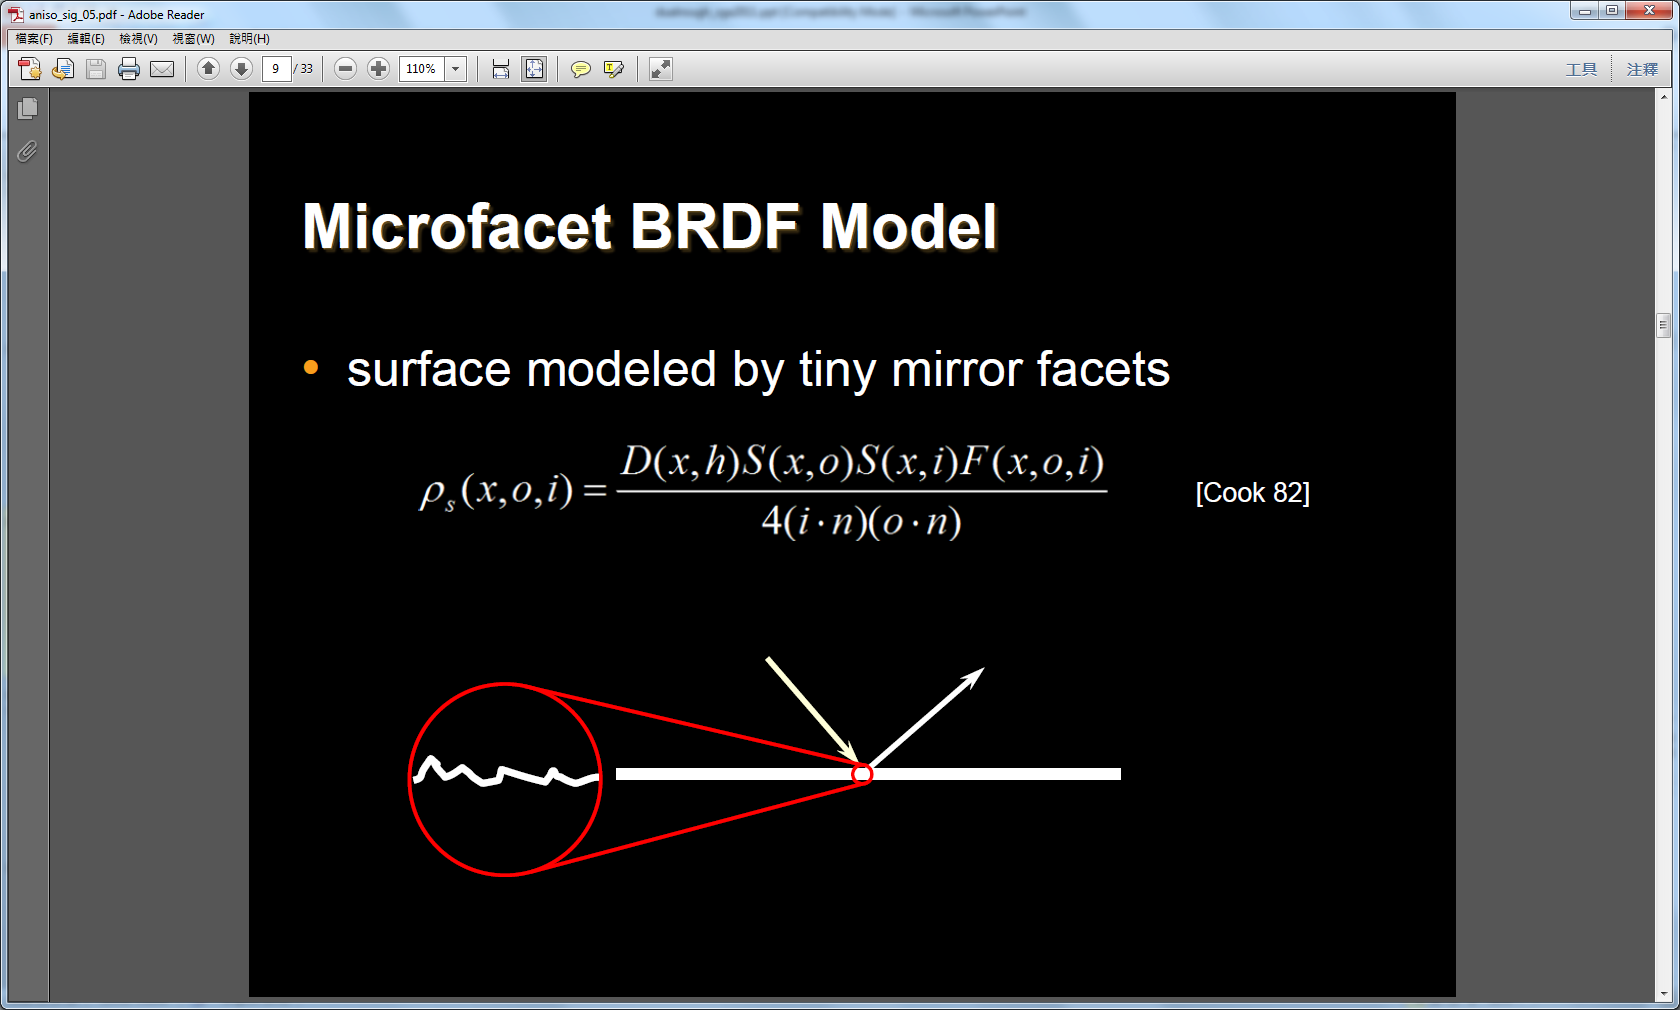 aniso_sig_05.pdf - Adobe Reader
檔案(F) 編輯(E) 檢視(V) 視窗(W) 說明(H)
9 / 33 110% 工具 注釋
Microfacet BRDF Model
• surface modeled by tiny mirror facets
ρₛ(x,o,i) = D(x,h)S(x,o)S(x,i)F(x,o,i) / 4(i·n)(o·n) [Cook 82]